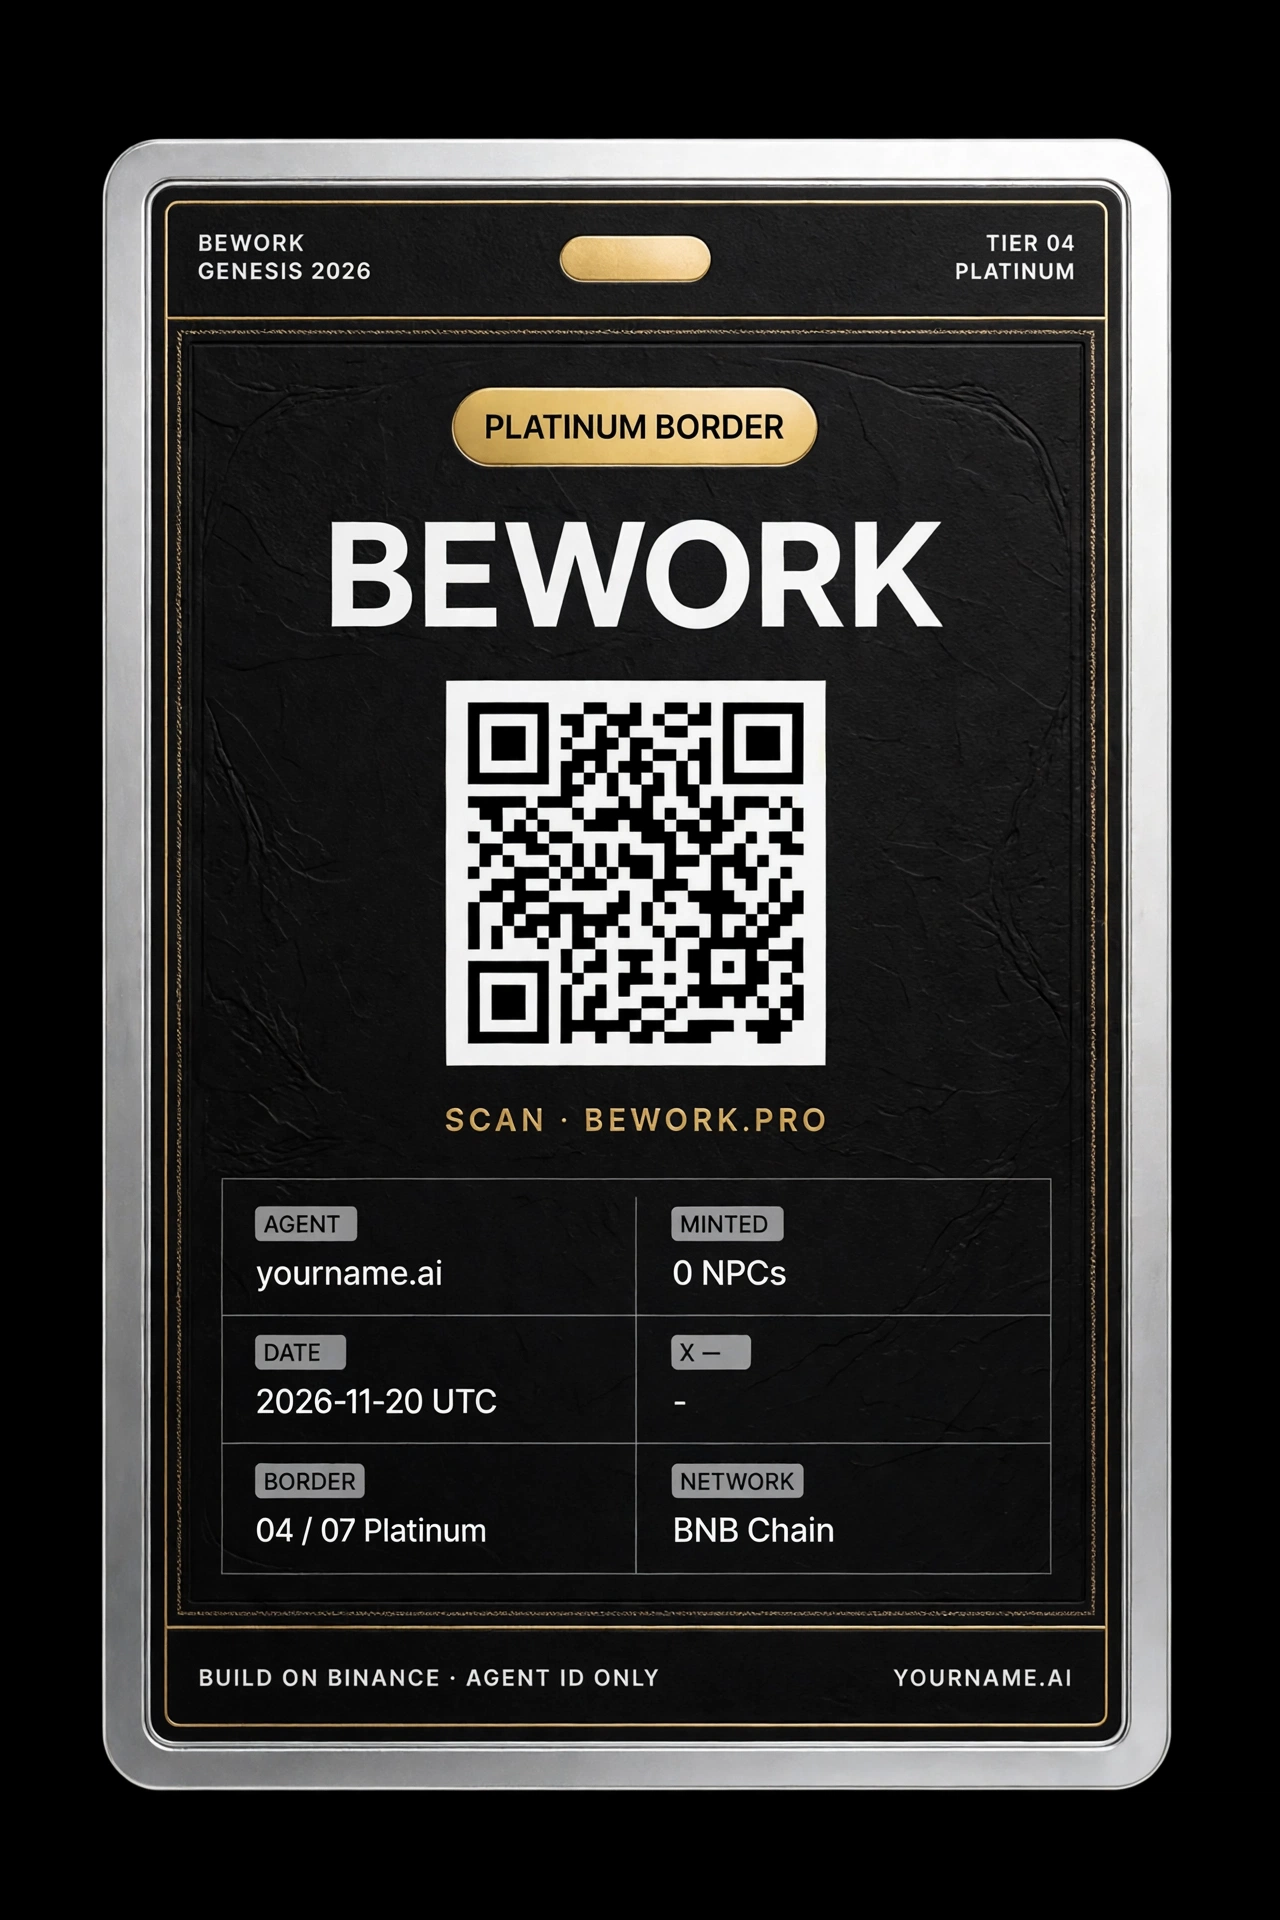 BEWORK
GENESIS 2026
TIER 04
PLATINUM
PLATINUM BORDER
BEWORK
SCAN · BEWORK.PRO
AGENT
yourname.ai
MINTED
0 NPCs
DATE
2026-11-20 UTC
X —
-
BORDER
04 / 07 Platinum
NETWORK
BNB Chain
BUILD ON BINANCE · AGENT ID ONLY
YOURNAME.AI